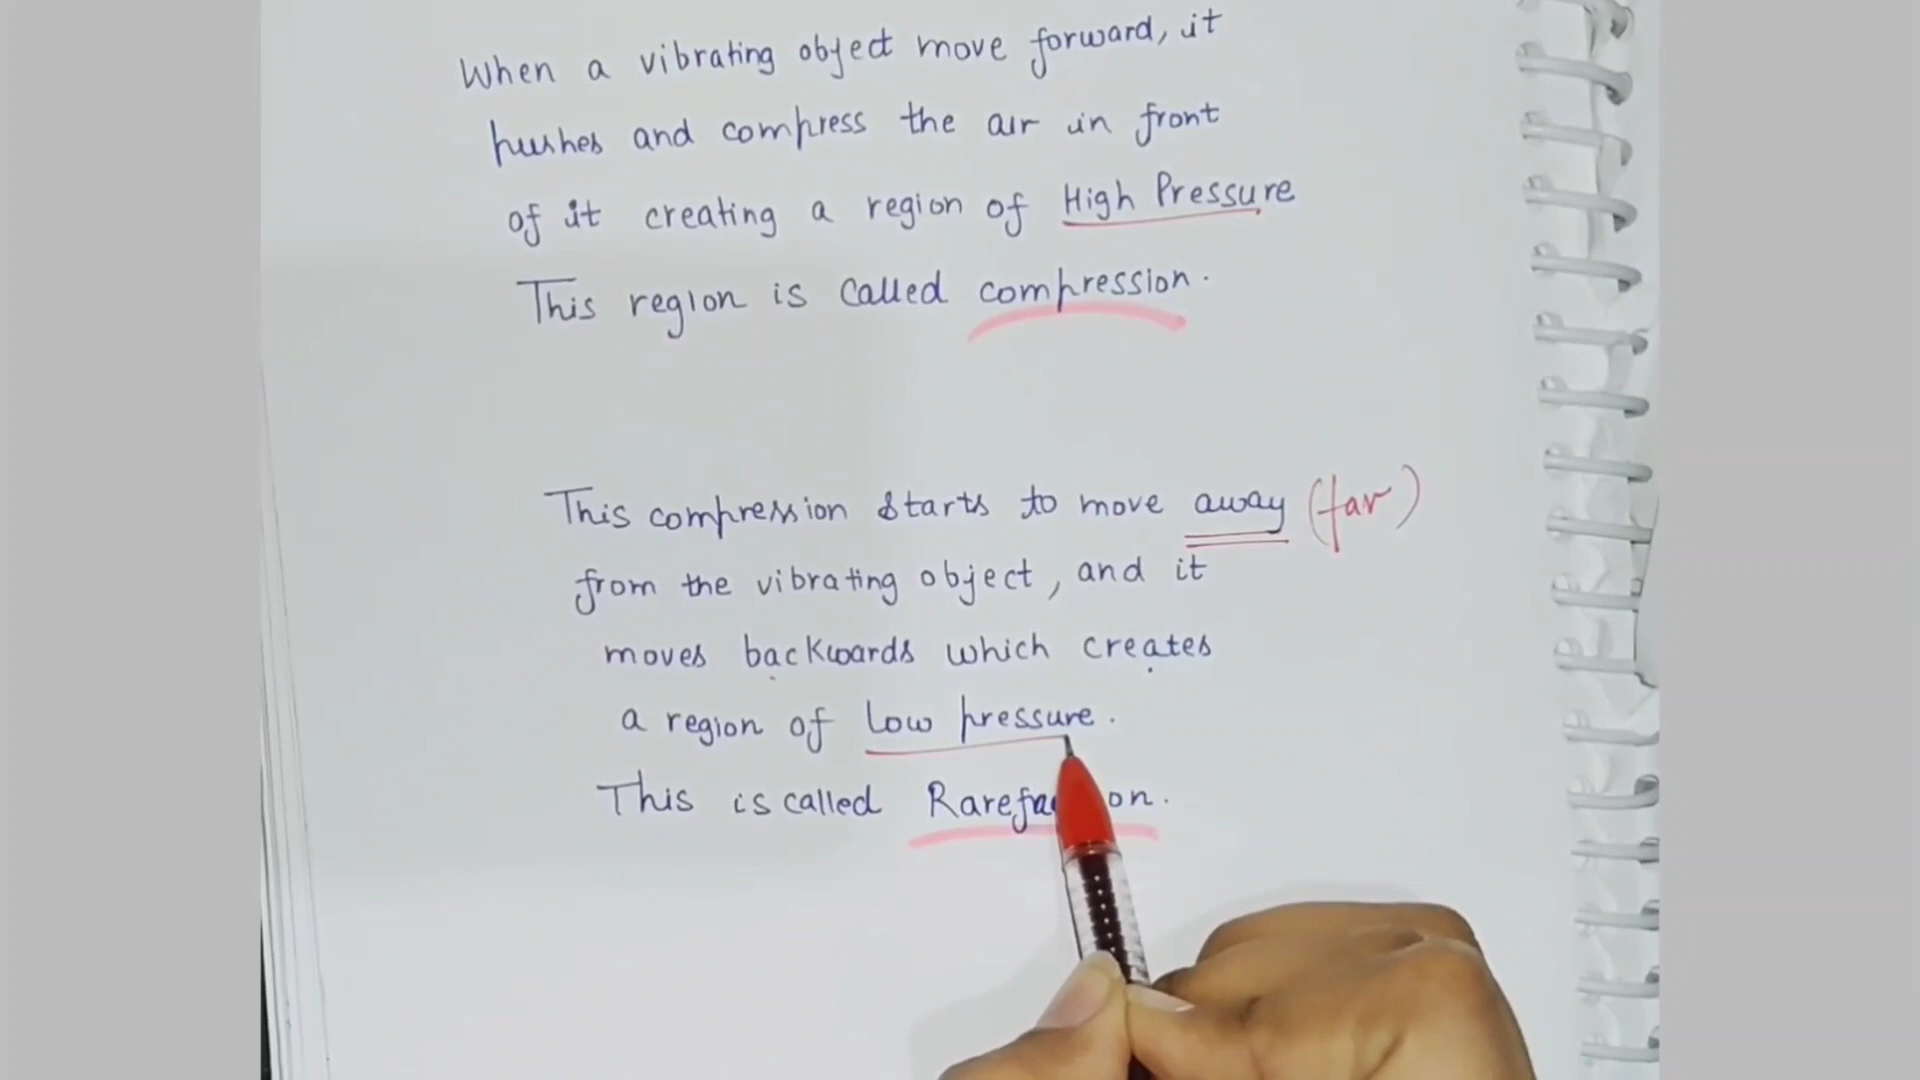 When a vibrating object move forward, it
pushes and compress the air in front
of it creating a region of High Pressure
This region is called compression.
This compression starts to move away (far)
from the vibrating object, and it
moves backwards which creates
a region of low pressure.
This is called Rarefaction.